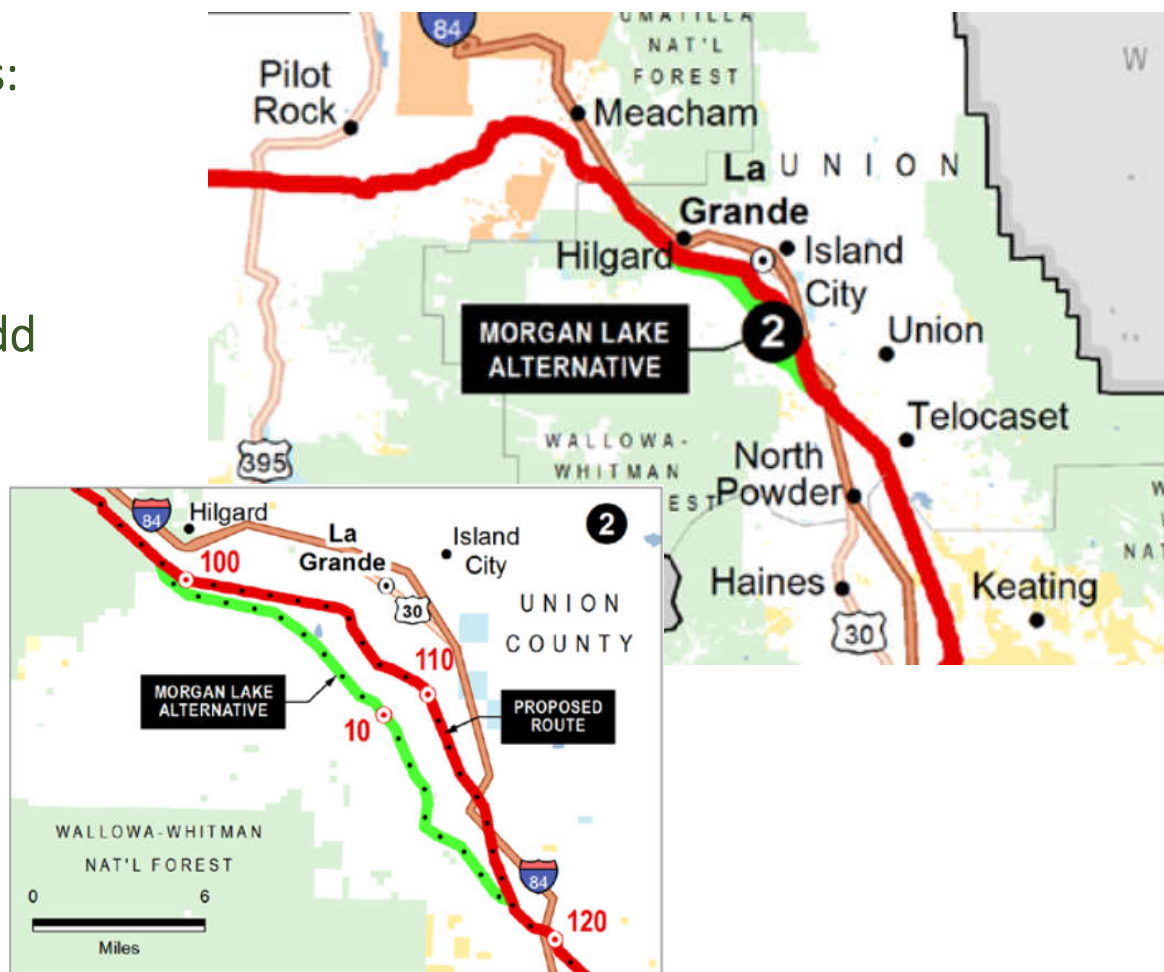 s:
dd
84
UMATILLA
NAT'L
FOREST
W
Pilot
Rock
Meacham
La
Grande
UNION
Hilgard
Island
City
MORGAN LAKE
ALTERNATIVE
2
Union
Telocaset
395
WALLOWA-
WHITMAN
EST
North
Powder
W
NAT
Haines
Keating
30
84
Hilgard
2
La
Grande
Island
City
100
30
UNION
COUNTY
110
MORGAN LAKE
ALTERNATIVE
PROPOSED
ROUTE
10
WALLOWA-WHITMAN
NAT'L FOREST
84
0 6
Miles
120